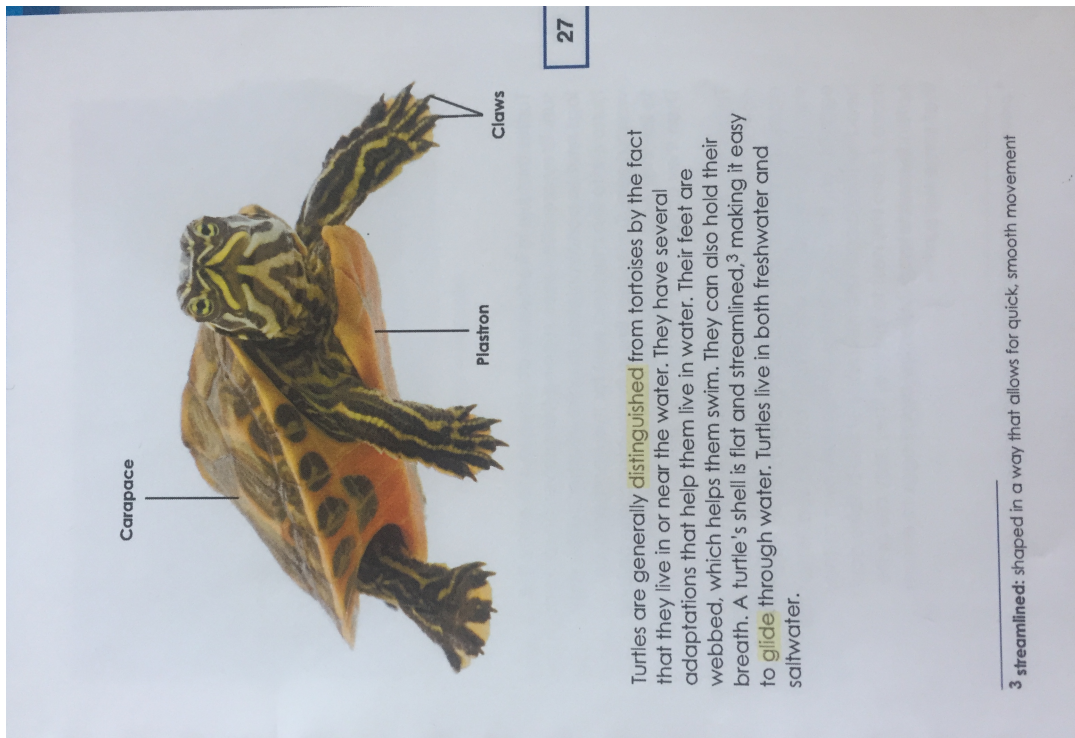 Carapace
Plastron
Claws
27
Turtles are generally distinguished from tortoises by the fact
that they live in or near the water. They have several
adaptations that help them live in water. Their feet are
webbed, which helps them swim. They can also hold their
breath. A turtle's shell is flat and streamlined,³ making it easy
to glide through water. Turtles live in both freshwater and
saltwater.
3 streamlined: shaped in a way that allows for quick, smooth movement